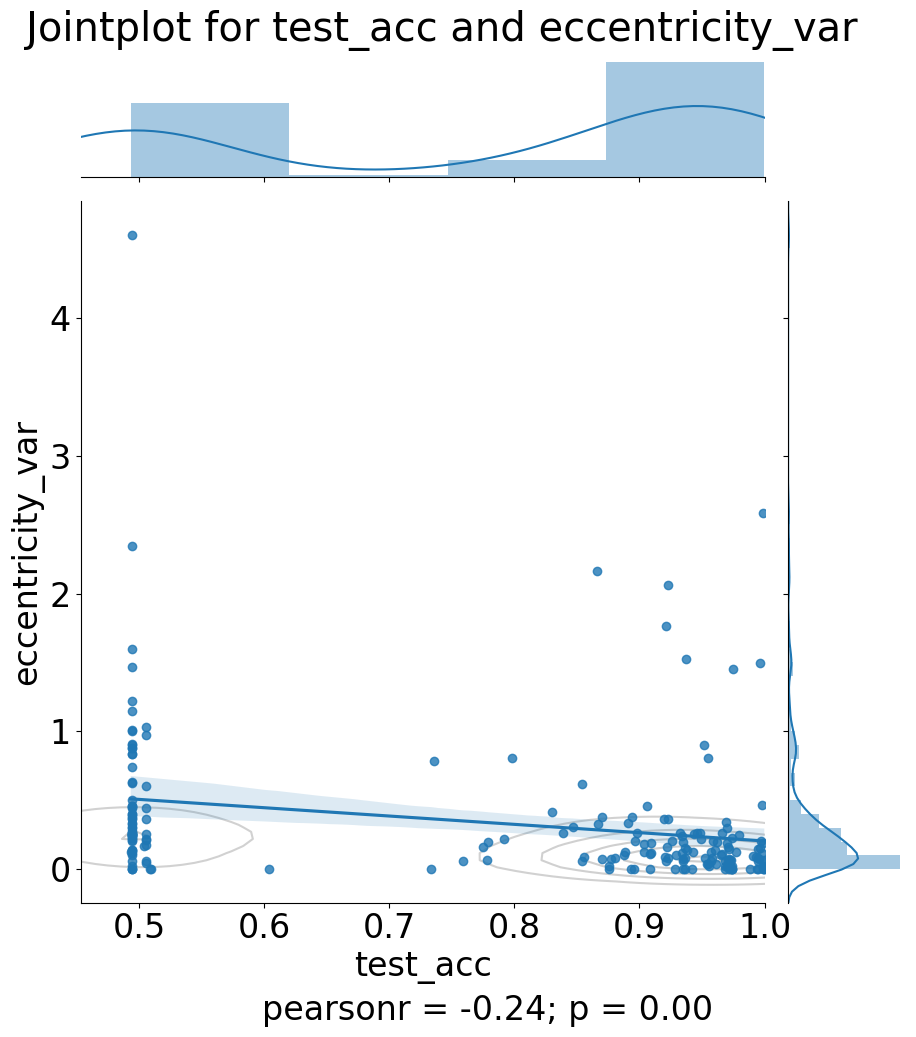 Jointplot for test_acc and eccentricity_var
4
3
2
1
0
eccentricity_var
0.5 0.6 0.7 0.8 0.9 1.0
test_acc
pearsonr = -0.24; p = 0.00